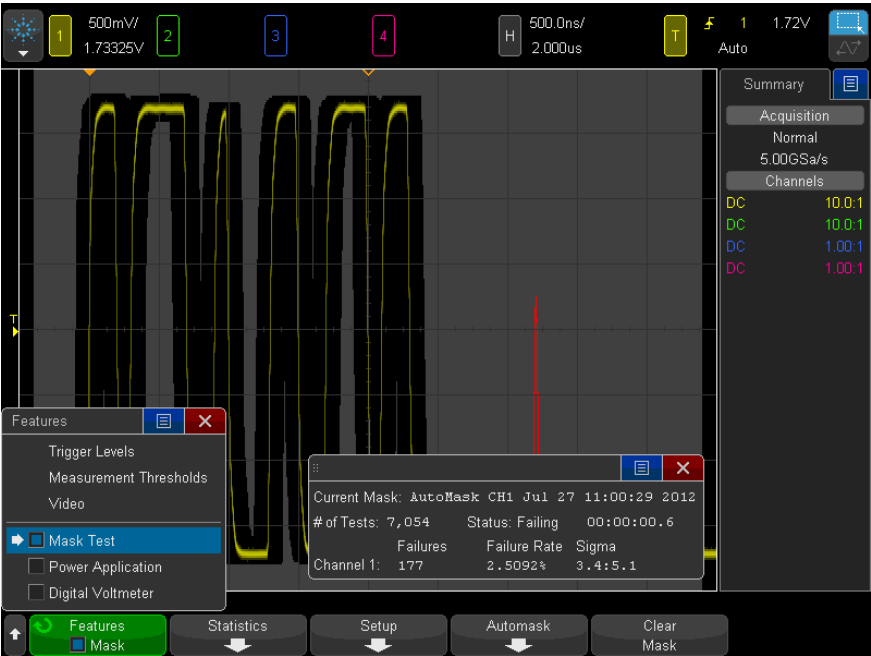 1 500mV/ 2 3 4 H 500.0ns/ T 1 1.72V
1.73325V 2.000us Auto
Summary
Acquisition
Normal
5.00GSa/s
Channels
DC 10.0:1
DC 10.0:1
DC 1.00:1
DC 1.00:1
T
Features
Trigger Levels
Measurement Thresholds
Video
Mask Test
Power Application
Digital Voltmeter
Current Mask: AutoMask CH1 Jul 27 11:00:29 2012
# of Tests: 7,054 Status: Failing 00:00:00.6
Failures Failure Rate Sigma
Channel 1: 177 2.5092% 3.4:5.1
Features
Mask
Statistics
Setup
Automask
Clear
Mask